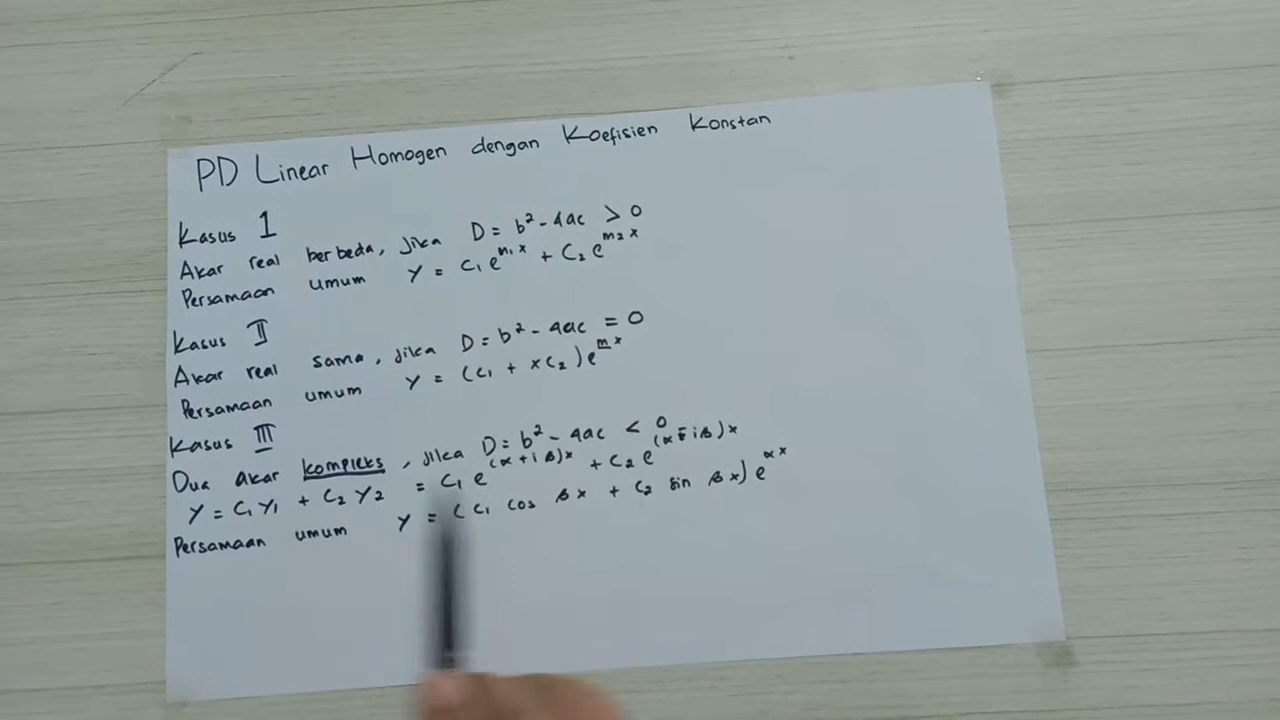 PD Linear Homogen dengan Koefisien Konstan
Kasus I
Akar real berbeda, jika D = b² - 4ac > 0
Persamaan umum y = c₁ e^m₁x + C₂ e^m₂x
Kasus II
Akar real sama, jika D = b² - 4ac = 0
Persamaan umum y = (c₁ + xc₂) e^mx
Kasus III
Dua akar kompleks, jika D = b² - 4ac < 0
y = C₁y₁ + C₂y₂ = C₁ e^(α+iβ)x + C₂ e^(α-iβ)x
Persamaan umum y = (c₁ cos βx + c₂ sin βx) e^αx